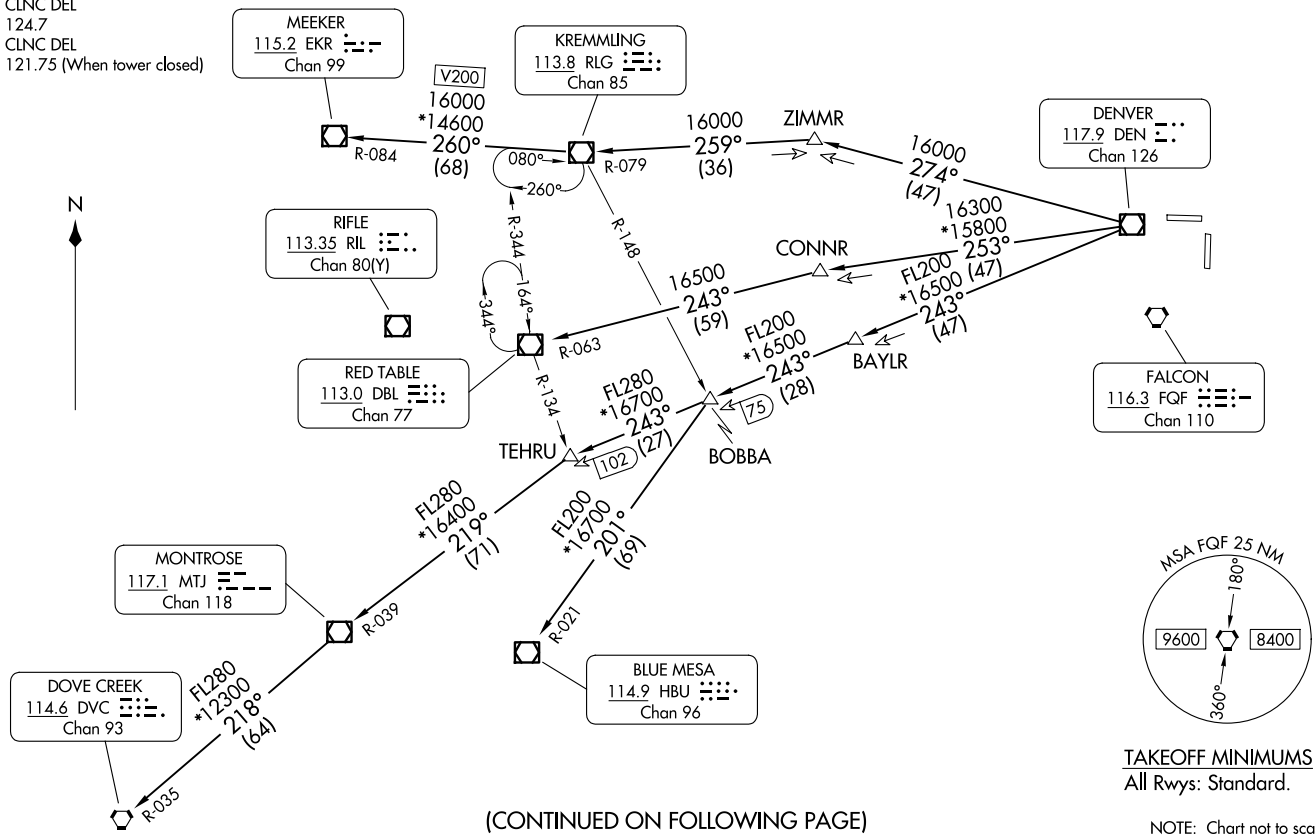 CLNC DEL
124.7
CLNC DEL
121.75 (When tower closed)
MEEKER
115.2 EKR
Chan 99
KREMMLING
113.8 RLG
Chan 85
DENVER
117.9 DEN
Chan 126
V200
16000
*14600
260°
(68)
R-084
080°
260°
R-079
16000
259°
(36)
ZIMMR
16000
274°
(47)
N
RIFLE
113.35 RIL
Chan 80(Y)
R-344
164°
344°
R-148
CONNR
16300
*15800
253°
(47)
16500
243°
(59)
R-063
FL200
*16500
243°
(47)
BAYLR
RED TABLE
113.0 DBL
Chan 77
R-134
FL200
*16500
243°
(28)
75
BOBBA
FALCON
116.3 FQF
Chan 110
FL280
*16700
243°
(27)
102
TEHRU
FL280
*16400
219°
(71)
FL200
*16700
201°
(69)
R-021
MONTROSE
117.1 MTJ
Chan 118
R-039
BLUE MESA
114.9 HBU
Chan 96
DOVE CREEK
114.6 DVC
Chan 93
FL280
*12300
218°
(64)
R-035
MSA FQF 25 NM
180°
9600
8400
360°
TAKEOFF MINIMUMS
All Rwys: Standard.
(CONTINUED ON FOLLOWING PAGE)
NOTE: Chart not to